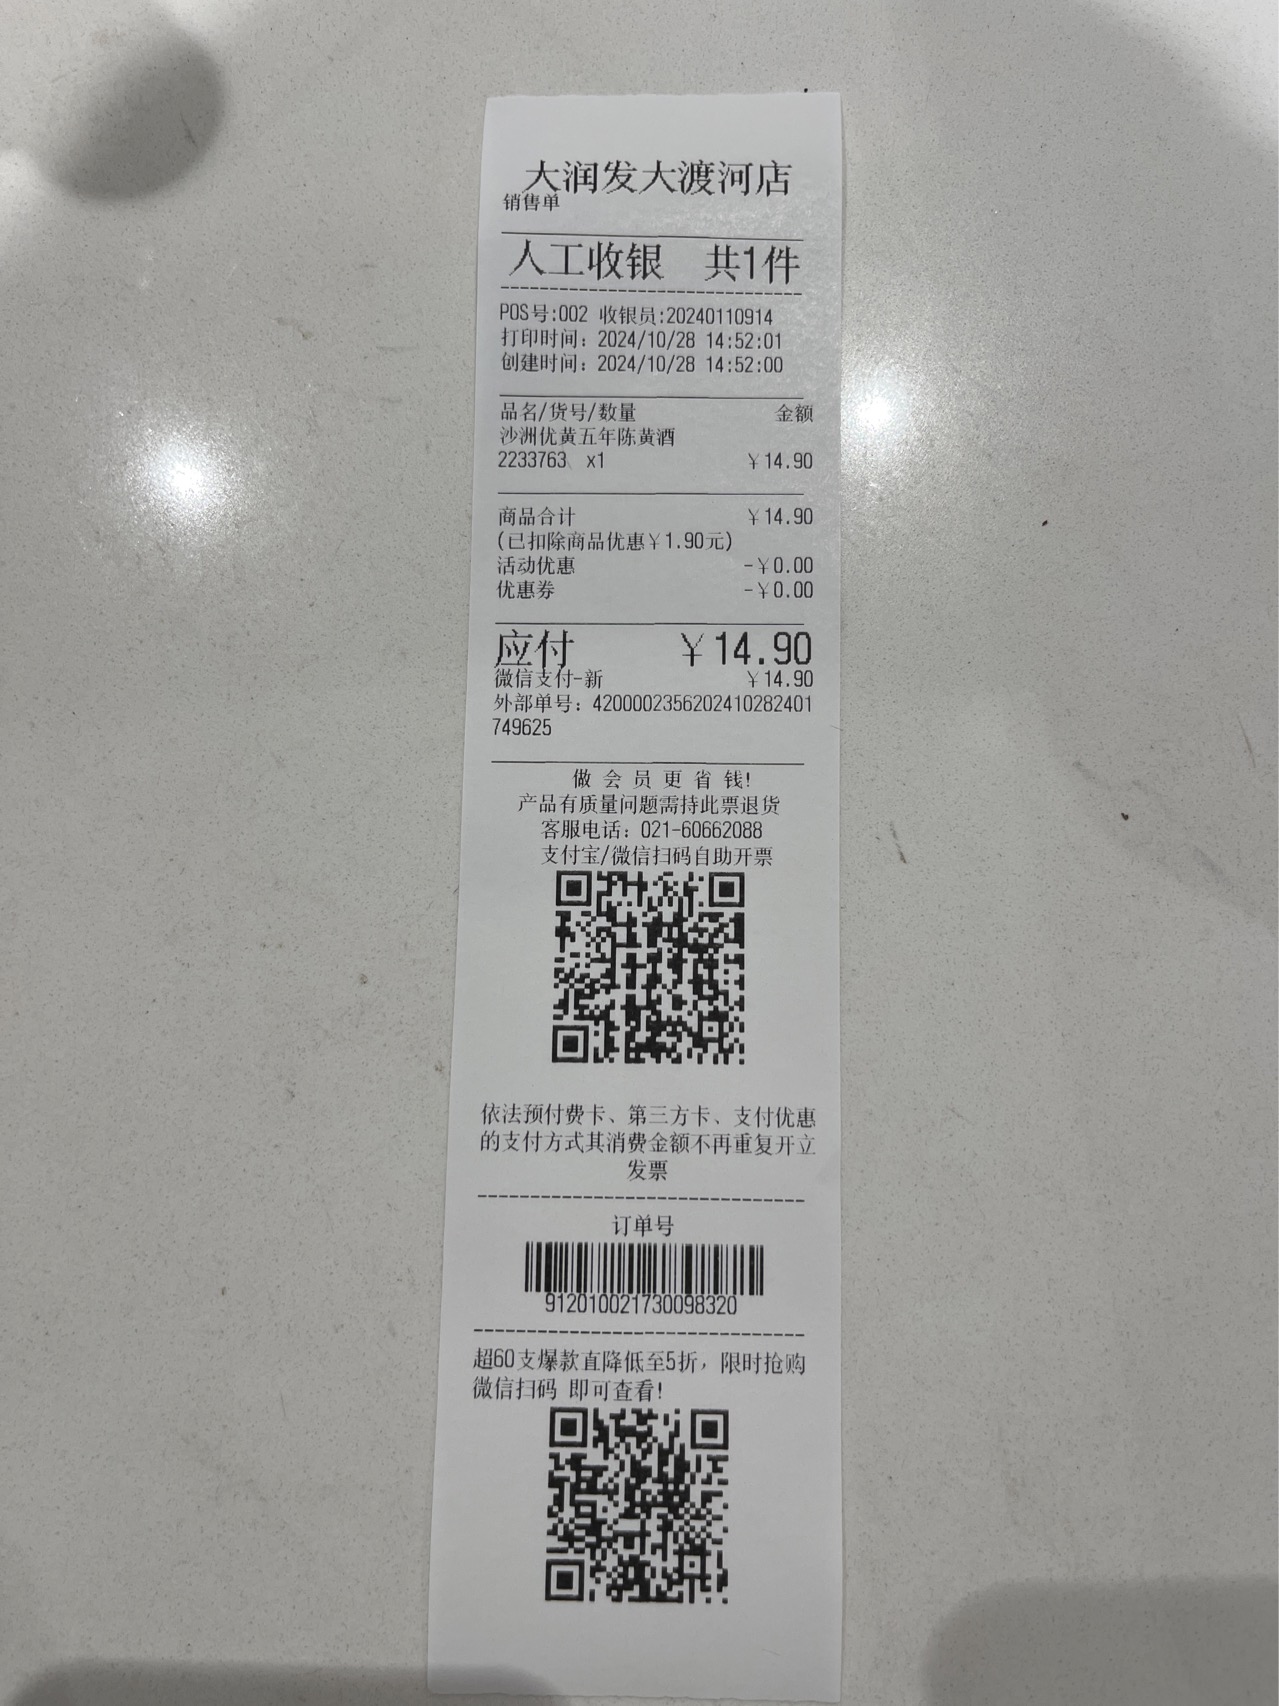 大润发大渡河店
销售单
人工收银 共1件
POS号:002 收银员:20240110914
打印时间：2024/10/28 14:52:01
创建时间：2024/10/28 14:52:00
品名/货号/数量 金额
沙洲优黄五年陈黄酒
2233763 x1 ￥14.90
商品合计 ￥14.90
(已扣除商品优惠￥1.90元)
活动优惠 -￥0.00
优惠券 -￥0.00
应付 ￥14.90
微信支付-新 ￥14.90
外部单号：4200002356202410282401
749625
做 会 员 更 省 钱!
产品有质量问题需持此票退货
客服电话：021-60662088
支付宝/微信扫码自助开票
依法预付费卡、第三方卡、支付优惠
的支付方式其消费金额不再重复开立
发票
订单号
912010021730098320
超60支爆款直降低至5折，限时抢购
微信扫码 即可查看!